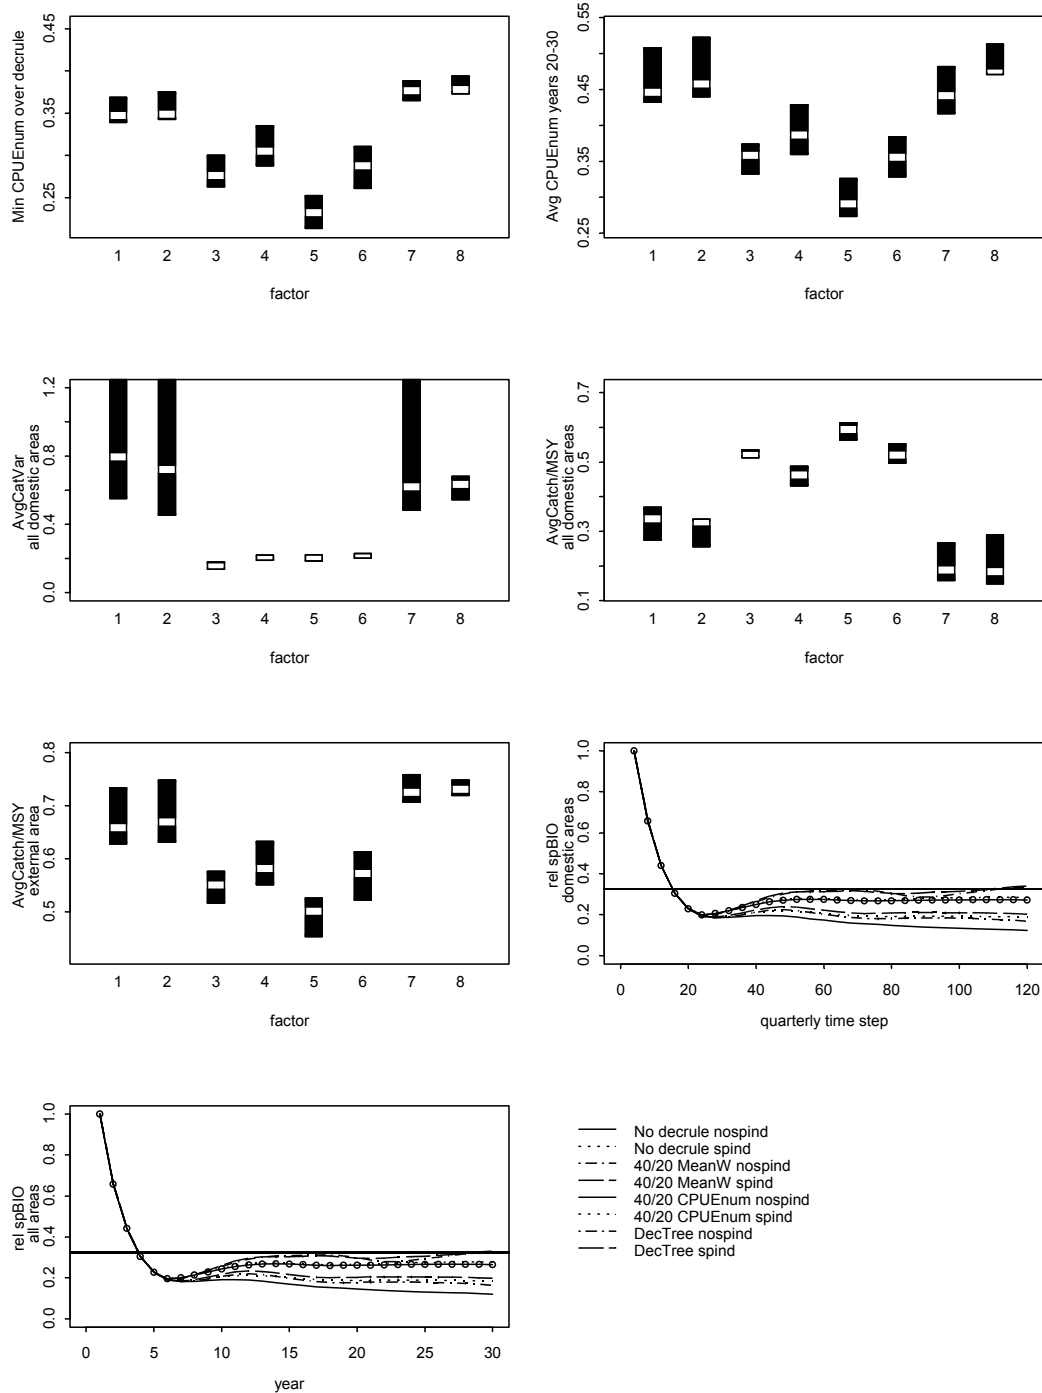 Min CPUEnum over decrule
0.25 0.35 0.45
1 2 3 4 5 6 7 8
factor
Avg CPUEnum years 20-30
0.25 0.35 0.45 0.55
1 2 3 4 5 6 7 8
factor
AvgCatVar
all domestic areas
0.0 0.4 0.8 1.2
1 2 3 4 5 6 7 8
factor
AvgCatch/MSY
all domestic areas
0.1 0.3 0.5 0.7
1 2 3 4 5 6 7 8
factor
AvgCatch/MSY
external area
0.5 0.6 0.7 0.8
1 2 3 4 5 6 7 8
factor
rel spBIO
domestic areas
0.0 0.2 0.4 0.6 0.8 1.0
0 20 40 60 80 100 120
quarterly time step
rel spBIO
all areas
0.0 0.2 0.4 0.6 0.8 1.0
0 5 10 15 20 25 30
year
No decrule nospind
No decrule spind
40/20 MeanW nospind
40/20 MeanW spind
40/20 CPUEnum nospind
40/20 CPUEnum spind
DecTree nospind
DecTree spind